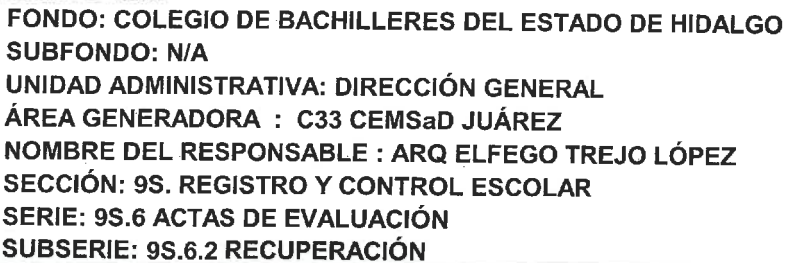 FONDO: COLEGIO DE BACHILLERES DEL ESTADO DE HIDALGO
SUBFONDO: N/A
UNIDAD ADMINISTRATIVA: DIRECCIÓN GENERAL
ÁREA GENERADORA : C33 CEMSaD JUÁREZ
NOMBRE DEL RESPONSABLE : ARQ ELFEGO TREJO LÓPEZ
SECCIÓN: 9S. REGISTRO Y CONTROL ESCOLAR
SERIE: 9S.6 ACTAS DE EVALUACIÓN
SUBSERIE: 9S.6.2 RECUPERACIÓN